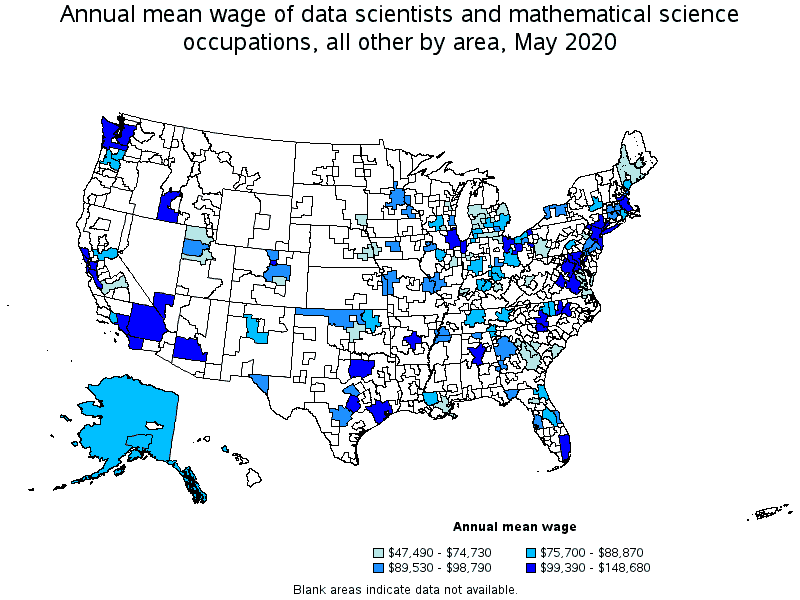 Annual mean wage of data scientists and mathematical science
occupations, all other by area, May 2020
Annual mean wage
$47,490 - $74,730 $75,700 - $88,870
$89,530 - $98,790 $99,390 - $148,680
Blank areas indicate data not available.